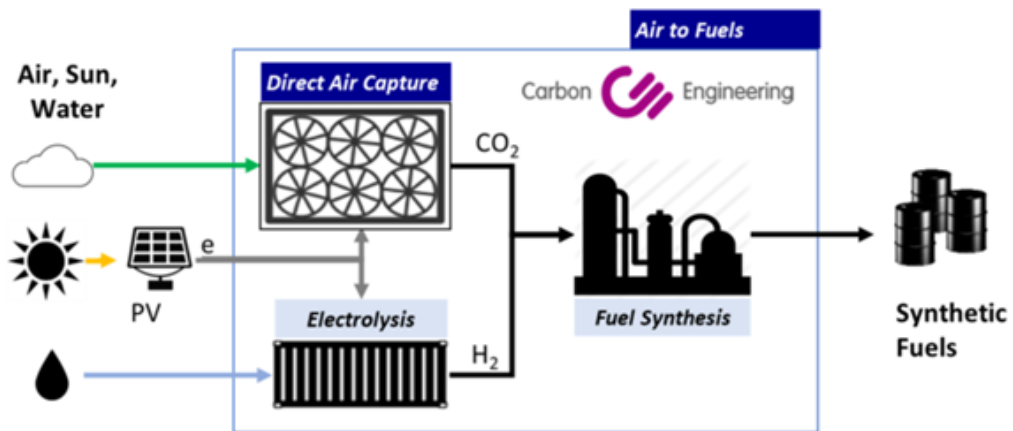 Air to Fuels
Air, Sun,
Water
Direct Air Capture
Carbon Engineering
CO₂
e
PV
Electrolysis
Fuel Synthesis
H₂
Synthetic
Fuels